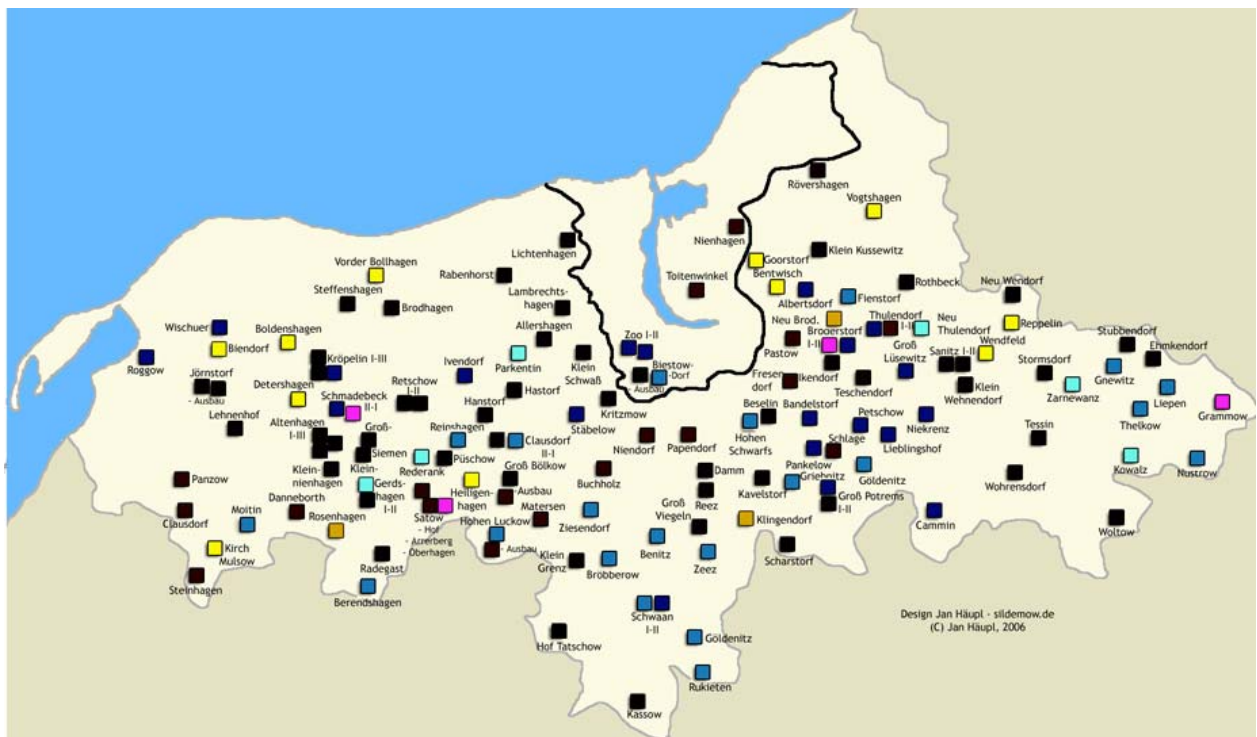 Rövershagen
Vogtshagen
Nienhagen
Lichtenhagen
Klein Kussewitz
Goorstorf
Bentwisch
Vorder Bollhagen
Rabenhorst
Toitenwinkel
Rothbeck
Neu Wendorf
Steffenshagen
Brodhagen
Lambrechts-
hagen
Albertsdorf
Fienstorf
Wischuer
Boldenshagen
Allershagen
Neu Brod.
Thulendorf
I-II
Neu
Thulendorf
Reppelin
Biendorf
Zoo I-II
Pastow
Broderstorf
I-II
Groß
Lüsewitz
Wendfeld
Stubbendorf
Roggow
Kröpelin I-III
Ivendorf
Parkentin
Klein
Schwaß
Biestow-
-Dorf
- Ausbau
Sanitz I-II
Stormsdorf
Ehmkendorf
Jörnstorf
- Ausbau
Detershagen
Retschow
I-II
Hastorf
Fresen-
dorf
Ikendorf
Teschendorf
Klein
Wehnendorf
Zarnewanz
Gnewitz
Liepen
Grammow
Lehnenhof
Schmadebeck
II-I
Hanstorf
Kritzmow
Stäbelow
Beselin
Bandelstorf
Petschow
Niekrenz
Thelkow
Altenhagen
I-III
Groß-
Siemen
Reinshagen
Clausdorf
II-I
Niendorf
Papendorf
Hohen
Schwarfs
Schlage
Lieblingshof
Tessin
Klein-
nienhagen
Klein-
Rederank
Püschow
Groß Bölkow
Pankelow
Göldenitz
Kowalz
Nustrow
Panzow
Gerds-
hagen
I-II
Heiligen-
hagen
Ausbau
Buchholz
Damm
Kavelstorf
Griebnitz
Groß Potrems
I-II
Wohrensdorf
Clausdorf
Moitin
Danneborth
Rosenhagen
Satow
- Hof
- Azrerberg
- Oberhagen
Matersen
Hohen Luckow
- Ausbau
Ziesendorf
Groß
Viegeln
Reez
Klingendorf
Cammin
Woltow
Kirch
Mulsow
Radegast
Klein
Grenz
Bröbberow
Benitz
Zeez
Scharstorf
Steinhagen
Berendshagen
Schwaan
I-II
Design Jan Häupl - sildemow.de
(C) Jan Häupl, 2006
Hof Tatschow
Göldenitz
Rukieten
Kassow